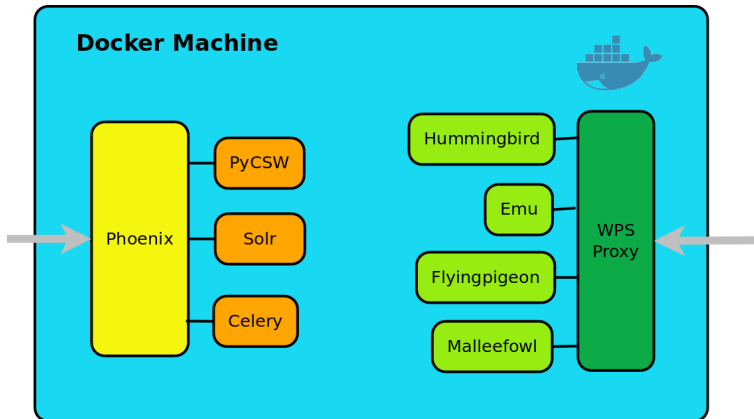 Docker Machine
Phoenix
PyCSW
Solr
Celery
Hummingbird
Emu
Flyingpigeon
Malleefowl
WPS
Proxy